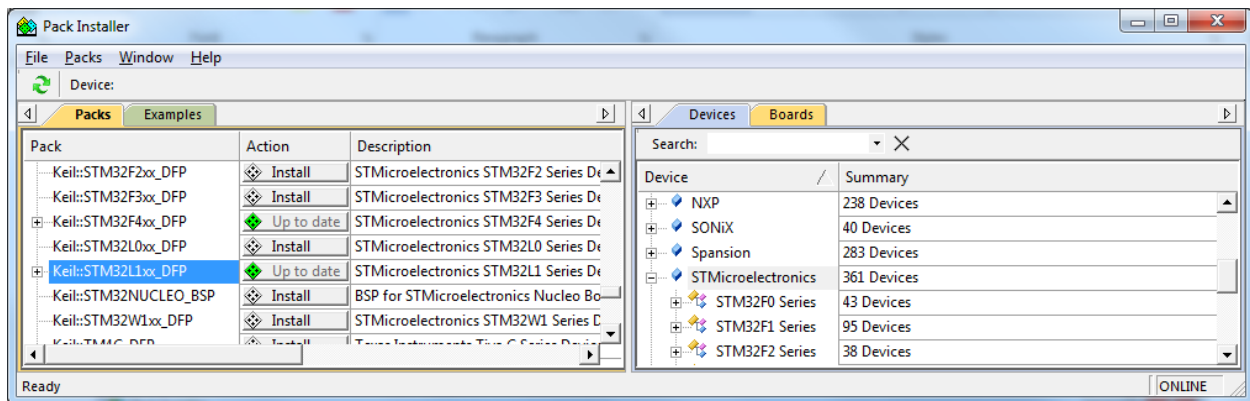 Pack Installer
File Packs Window Help
Device:
Packs Examples
Pack Action Description
Keil::STM32F2xx_DFP Install STMicroelectronics STM32F2 Series De
Keil::STM32F3xx_DFP Install STMicroelectronics STM32F3 Series De
Keil::STM32F4xx_DFP Up to date STMicroelectronics STM32F4 Series De
Keil::STM32L0xx_DFP Install STMicroelectronics STM32L0 Series De
Keil::STM32L1xx_DFP Up to date STMicroelectronics STM32L1 Series De
Keil::STM32NUCLEO_BSP Install BSP for STMicroelectronics Nucleo Bo
Keil::STM32W1xx_DFP Install STMicroelectronics STM32W1 Series D
Devices Boards
Search:
Device Summary
NXP 238 Devices
SONiX 40 Devices
Spansion 283 Devices
STMicroelectronics 361 Devices
STM32F0 Series 43 Devices
STM32F1 Series 95 Devices
STM32F2 Series 38 Devices
Ready ONLINE